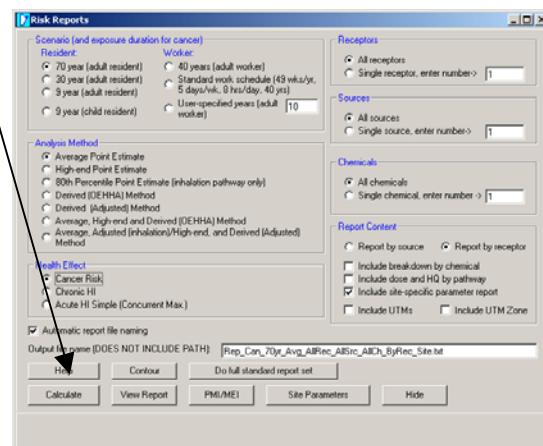 Risk Reports
Scenario (and exposure duration for cancer)
Resident:
70 year (adult resident)
30 year (adult resident)
9 year (adult resident)
9 year (child resident)
Worker:
40 years (adult worker)
Standard work schedule (49 wks/yr,
5 days/wk, 8 hrs/day, 40 yrs)
User-specified years (adult
worker) 10
Analysis Method
Average Point Estimate
High-end Point Estimate
80th Percentile Point Estimate (inhalation pathway only)
Derived (OEHHA) Method
Derived (Adjusted) Method
Average, High-end and Derived (OEHHA) Method
Average, Adjusted (inhalation)/High-end, and Derived (Adjusted)
Method
Health Effect
Cancer Risk
Chronic HI
Acute HI Simple (Concurrent Max.)
Receptors
All receptors
Single receptor, enter number-> 1
Sources
All sources
Single source, enter number-> 1
Chemicals
All chemicals
Single chemical, enter number -> 1
Report Content
Report by source Report by receptor
Include breakdown by chemical
Include dose and HQ by pathway
Include site-specific parameter report
Include UTMs Include UTM Zone
Automatic report file naming
Output file name (DOES NOT INCLUDE PATH): Rep_Can_70yr_Avg_AllRec_AllSrc_AllCh_ByRec_Site.txt
Help Contour Do full standard report set
Calculate View Report PMI/MEI Site Parameters Hide